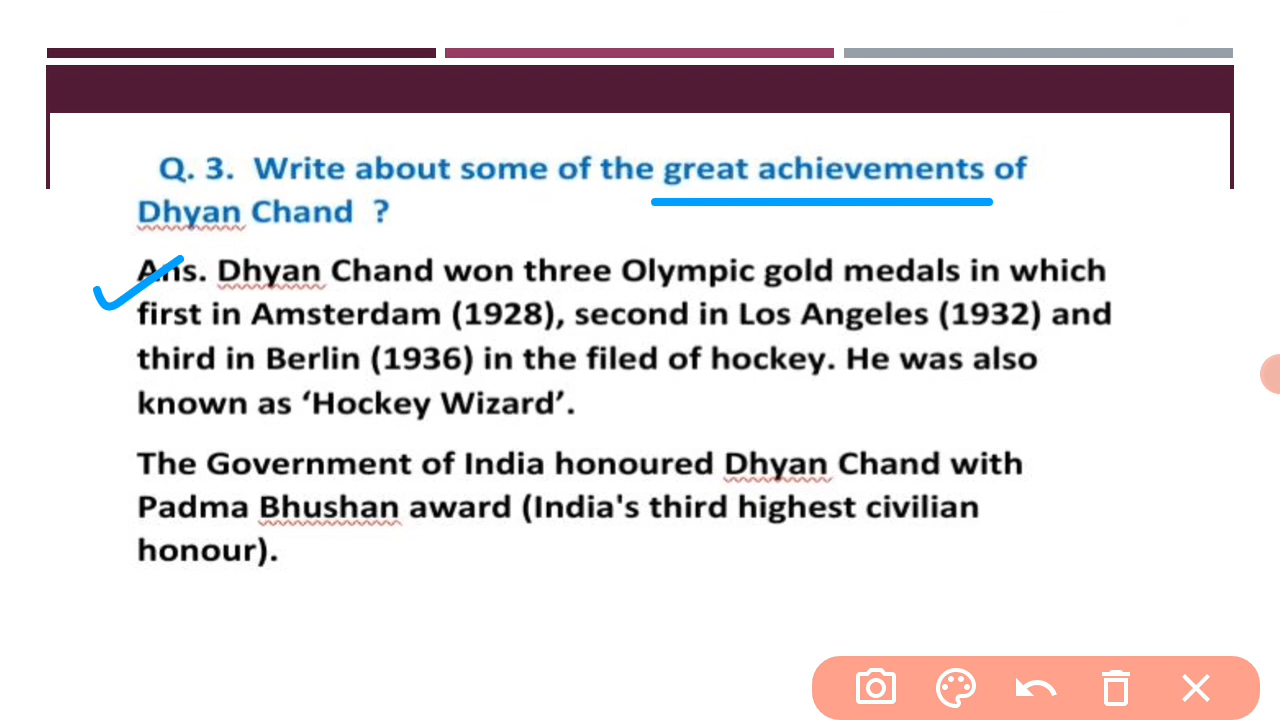 Q. 3. Write about some of the great achievements of
Dhyan Chand ?
Ans. Dhyan Chand won three Olympic gold medals in which
first in Amsterdam (1928), second in Los Angeles (1932) and
third in Berlin (1936) in the filed of hockey. He was also
known as ‘Hockey Wizard’.
The Government of India honoured Dhyan Chand with
Padma Bhushan award (India's third highest civilian
honour).